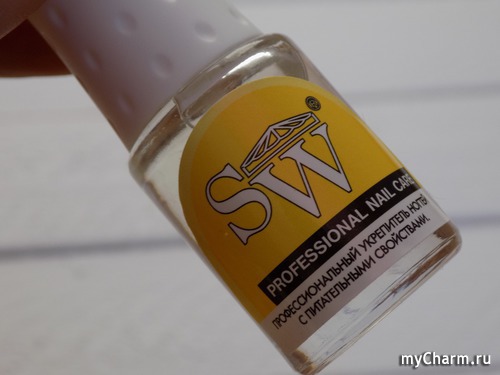 SW®
PROFESSIONAL NAIL CARE
ПРОФЕССИОНАЛЬНЫЙ УКРЕПИТЕЛЬ НОГТЕЙ
С ПИТАТЕЛЬНЫМИ СВОЙСТВАМИ.
myCharm.ru